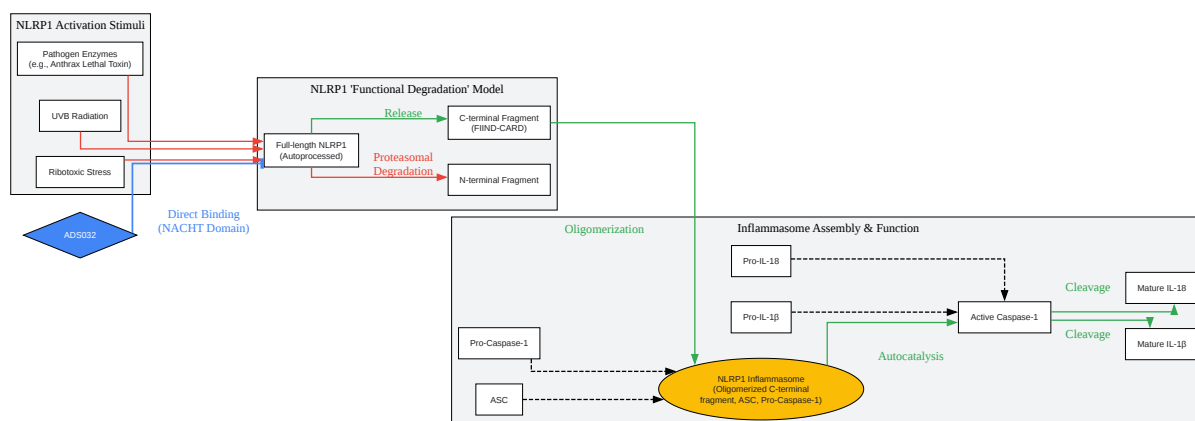 NLRP1 Activation Stimuli
Pathogen Enzymes
(e.g., Anthrax Lethal Toxin)
UVB Radiation
Ribotoxic Stress
ADS032
Direct Binding
(NACHT Domain)
NLRP1 'Functional Degradation' Model
Full-length NLRP1
(Autoprocessed)
Release
Proteasomal
Degradation
C-terminal Fragment
(FIIND-CARD)
N-terminal Fragment
Inflammasome Assembly & Function
Oligomerization
Pro-IL-18
Pro-IL-1β
Pro-Caspase-1
ASC
NLRP1 Inflammasome
(Oligomerized C-terminal
fragment, ASC, Pro-Caspase-1)
Autocatalysis
Active Caspase-1
Cleavage
Cleavage
Mature IL-18
Mature IL-1β